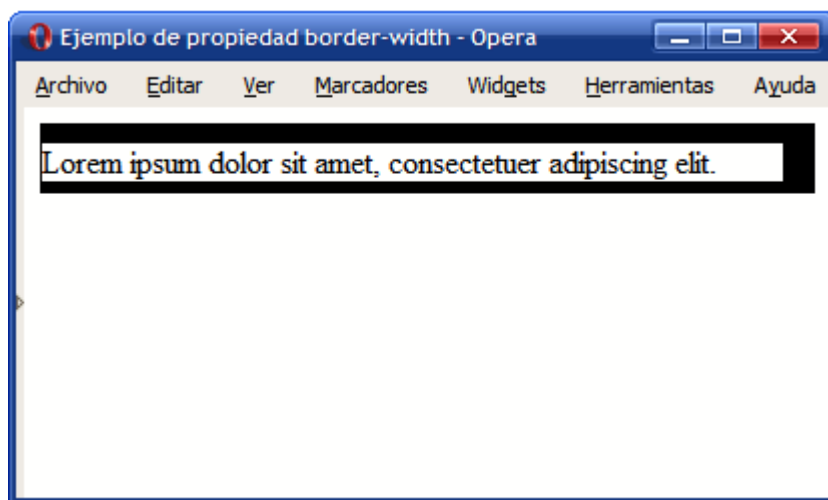 Ejemplo de propiedad border-width - Opera
Archivo Editar Ver Marcadores Widgets Herramientas Ayuda
Lorem ipsum dolor sit amet, consectetuer adipiscing elit.